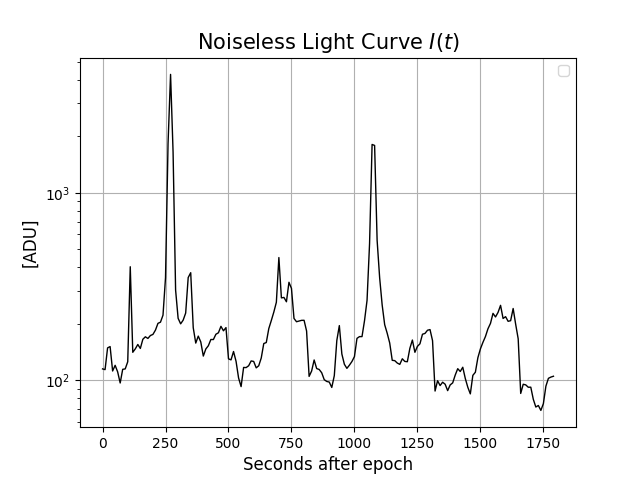 Noiseless Light Curve I(t)
[ADU]
10³
10²
0 250 500 750 1000 1250 1500 1750
Seconds after epoch